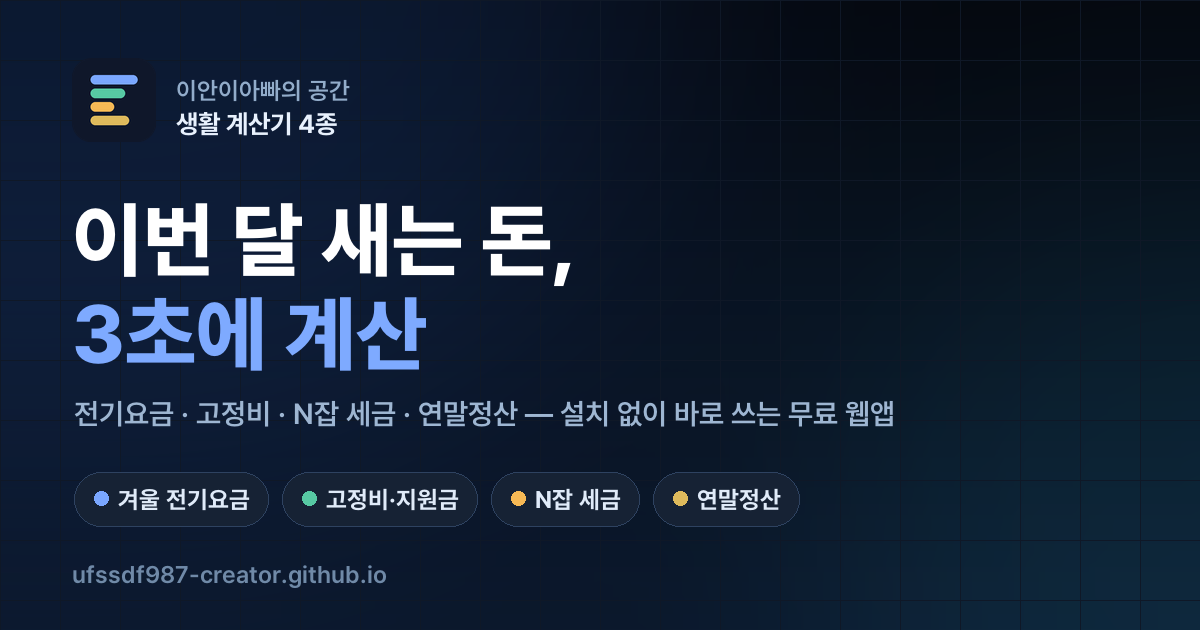 이안이아빠의 공간
생활 계산기 4종
이번 달 새는 돈,
3초에 계산
전기요금 · 고정비 · N잡 세금 · 연말정산 — 설치 없이 바로 쓰는 무료 웹앱
겨울 전기요금
고정비·지원금
N잡 세금
연말정산
ufssdf987-creator.github.io